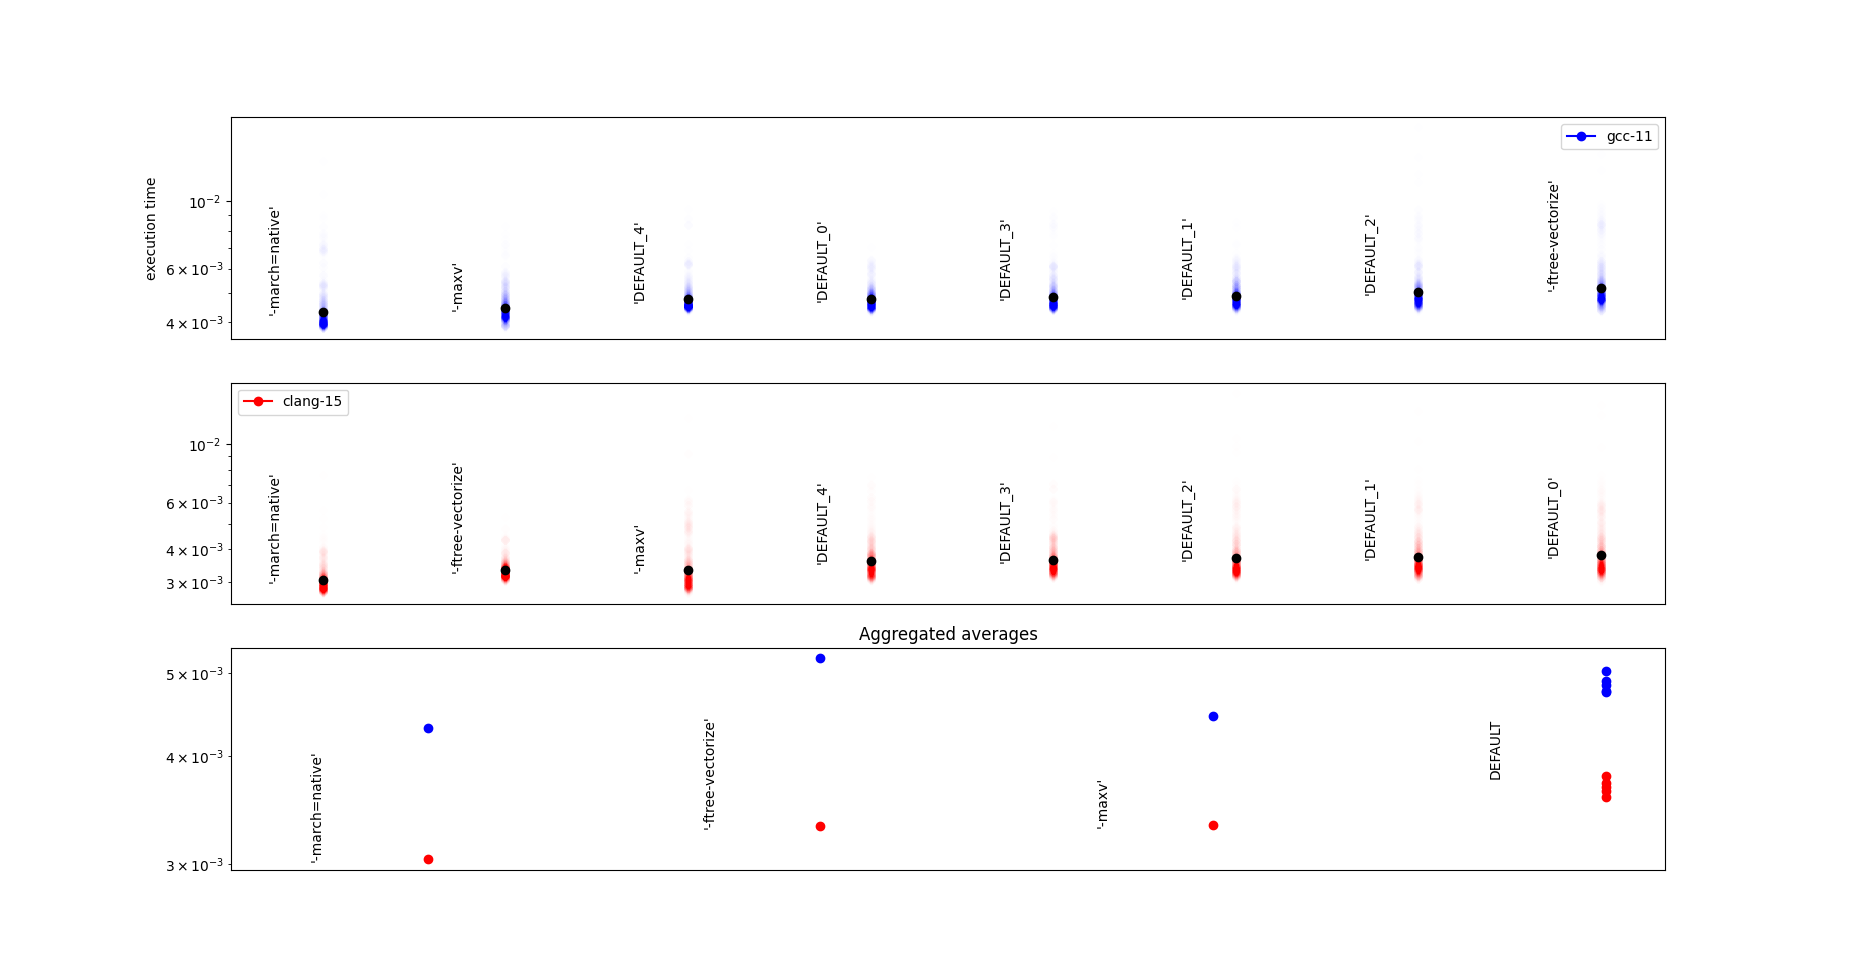 gcc-11
execution time
10⁻²
6 × 10⁻³
4 × 10⁻³
'-march=native'
'-maxv'
'DEFAULT_4'
'DEFAULT_0'
'DEFAULT_3'
'DEFAULT_1'
'DEFAULT_2'
'-ftree-vectorize'
clang-15
10⁻²
6 × 10⁻³
4 × 10⁻³
3 × 10⁻³
'-march=native'
'-ftree-vectorize'
'-maxv'
'DEFAULT_4'
'DEFAULT_3'
'DEFAULT_2'
'DEFAULT_1'
'DEFAULT_0'
Aggregated averages
5 × 10⁻³
4 × 10⁻³
3 × 10⁻³
'-march=native'
'-ftree-vectorize'
'-maxv'
DEFAULT